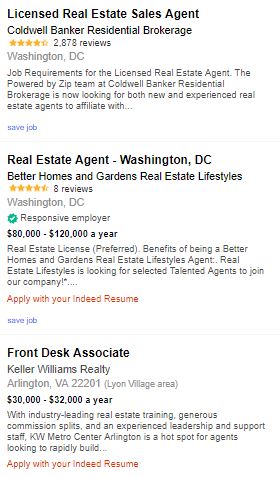 Licensed Real Estate Sales Agent
Coldwell Banker Residential Brokerage
2,878 reviews
Washington, DC
Job Requirements for the Licensed Real Estate Agent. The
Powered by Zip team at Coldwell Banker Residential
Brokerage is now looking for both new and experienced real
estate agents to affiliate with...
save job
Real Estate Agent - Washington, DC
Better Homes and Gardens Real Estate Lifestyles
8 reviews
Washington, DC
Responsive employer
$80,000 - $120,000 a year
Real Estate License (Preferred). Benefits of being a Better
Homes and Gardens Real Estate Lifestyles Agent:. Real
Estate Lifestyles is looking for selected Talented Agents to join
our company!*....
Apply with your Indeed Resume
save job
Front Desk Associate
Keller Williams Realty
Arlington, VA 22201 (Lyon Village area)
$30,000 - $32,000 a year
With industry-leading real estate training, generous
commission splits, and an experienced leadership and support
staff, KW Metro Center Arlington is a hot spot for agents
looking to rapidly build...
Apply with your Indeed Resume